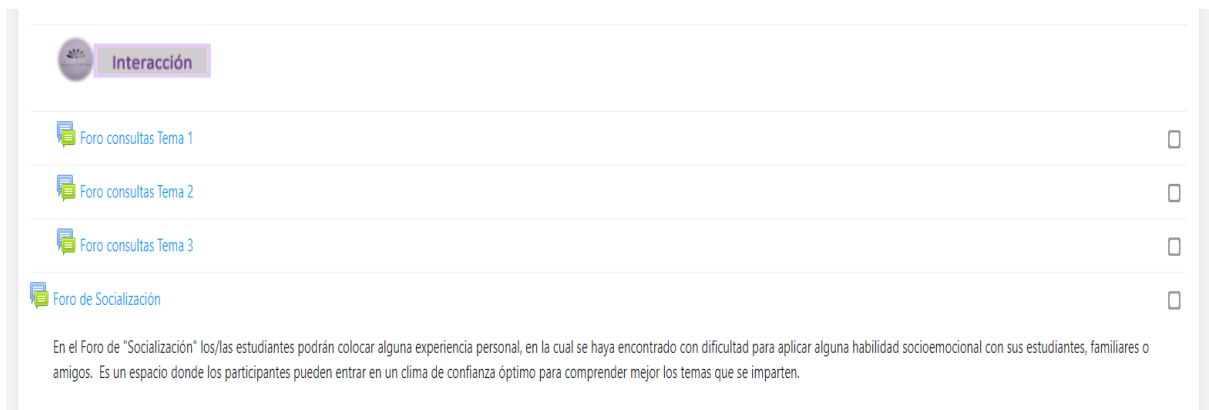 Interacción
Foro consultas Tema 1
Foro consultas Tema 2
Foro consultas Tema 3
Foro de Socialización
En el Foro de "Socialización" los/las estudiantes podrán colocar alguna experiencia personal, en la cual se haya encontrado con dificultad para aplicar alguna habilidad socioemocional con sus estudiantes, familiares o
amigos. Es un espacio donde los participantes pueden entrar en un clima de confianza óptimo para comprender mejor los temas que se imparten.